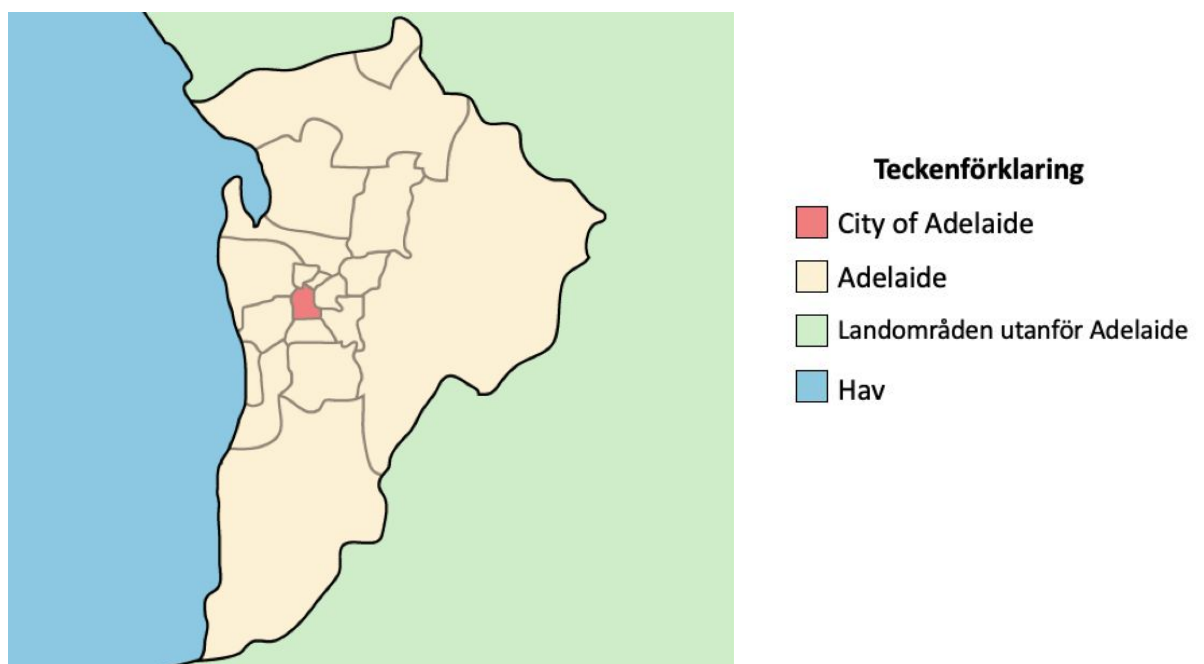 Teckenförklaring
City of Adelaide
Adelaide
Landområden utanför Adelaide
Hav